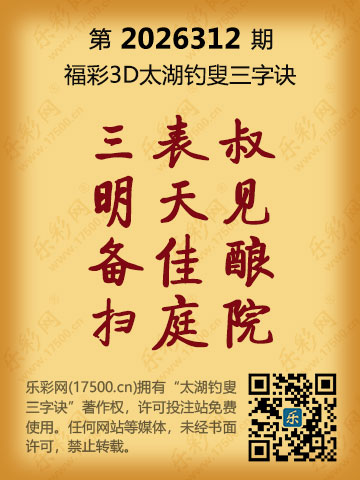 第 2026312 期
福彩3D太湖钓叟三字诀
三表叔
明天见
备佳酿
扫庭院
乐彩网(17500.cn)拥有“太湖钓叟
三字诀”著作权，许可投注站免费
使用。任何网站等媒体，未经书面
许可，禁止转载。
乐彩